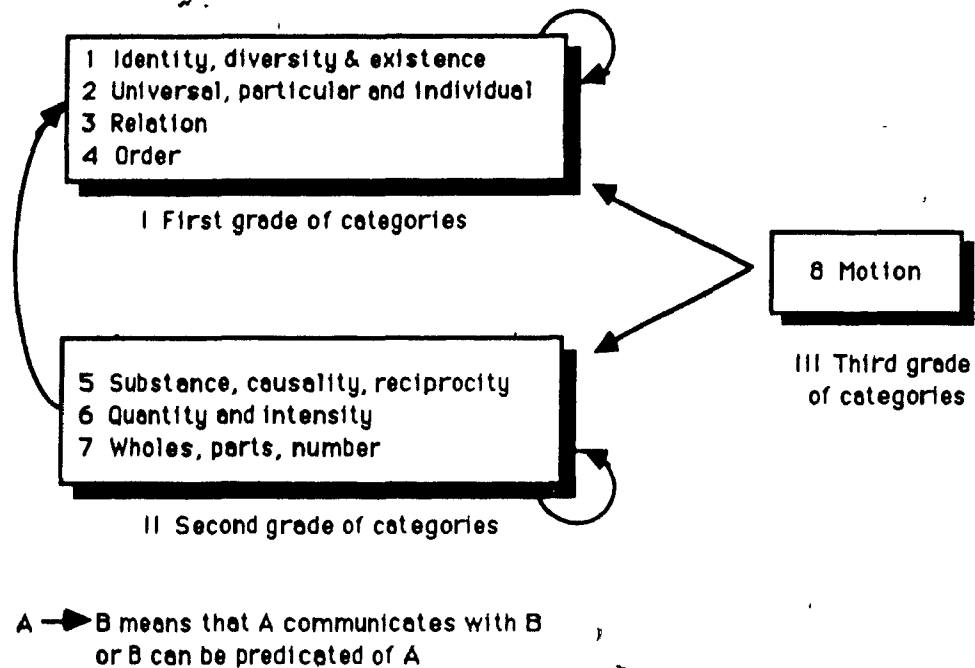 1 Identity, diversity & existence
2 Universal, particular and individual
3 Relation
4 Order
I First grade of categories
8 Motion
III Third grade
of categories
5 Substance, causality, reciprocity
6 Quantity and intensity
7 Wholes, parts, number
II Second grade of categories
A → B means that A communicates with B
or B can be predicated of A